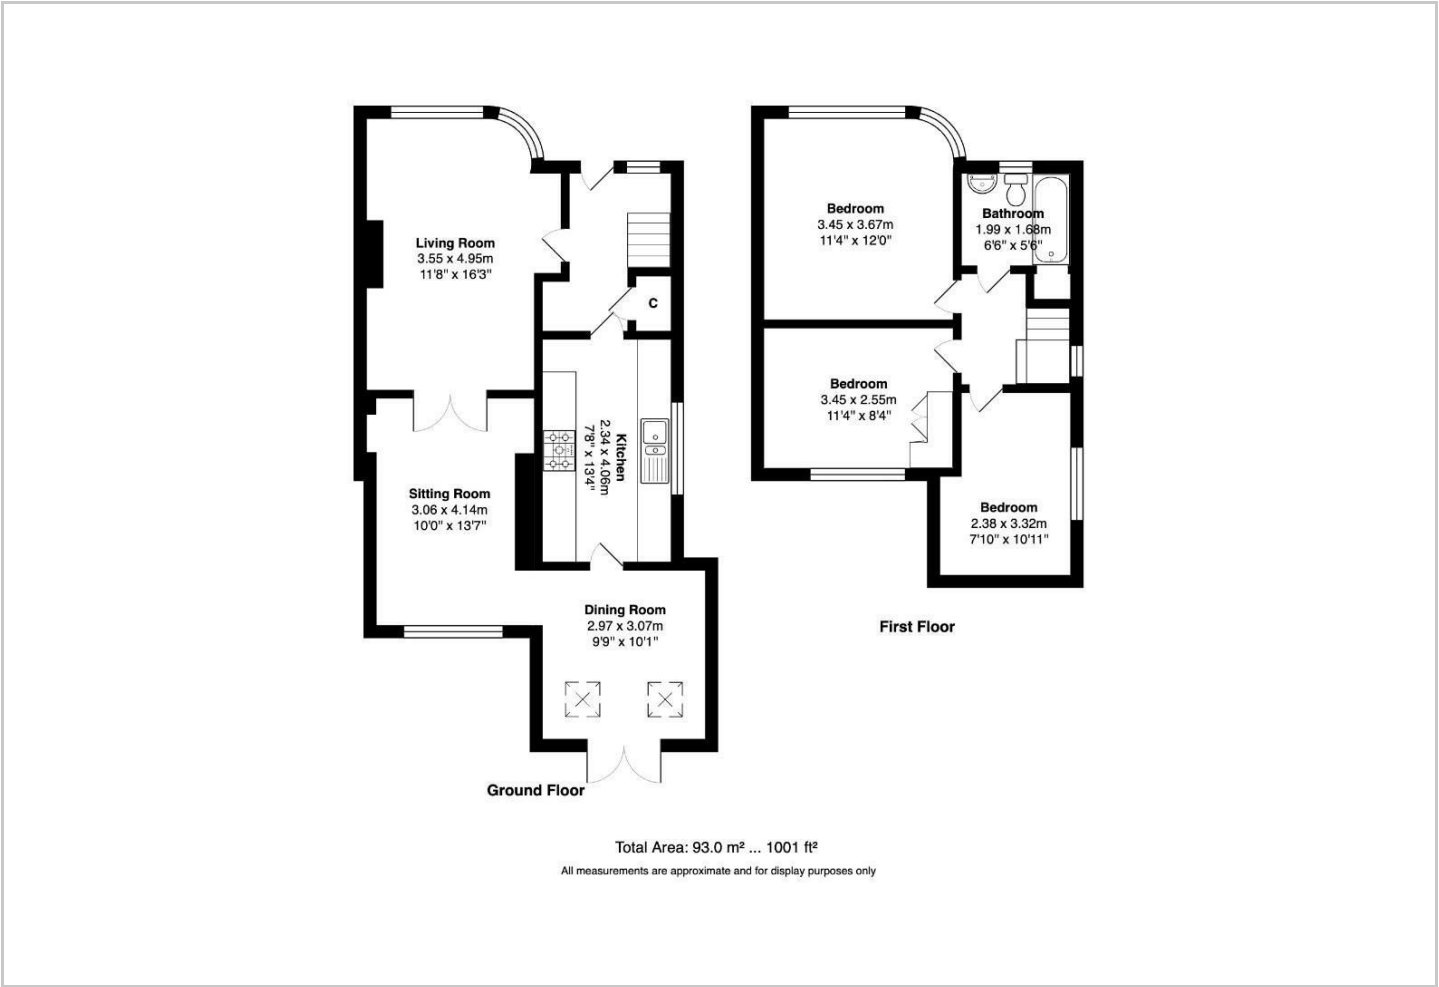 Living Room
3.55 x 4.95m
11'8" x 16'3"
C
Kitchen
2.34 x 4.06m
7'8" x 13'4"
Sitting Room
3.06 x 4.14m
10'0" x 13'7"
Dining Room
2.97 x 3.07m
9'9" x 10'1"
Ground Floor
Bedroom
3.45 x 3.67m
11'4" x 12'0"
Bathroom
1.99 x 1.68m
6'6" x 5'6"
Bedroom
3.45 x 2.55m
11'4" x 8'4"
Bedroom
2.38 x 3.32m
7'10" x 10'11"
First Floor
Total Area: 93.0 m² ... 1001 ft²
All measurements are approximate and for display purposes only